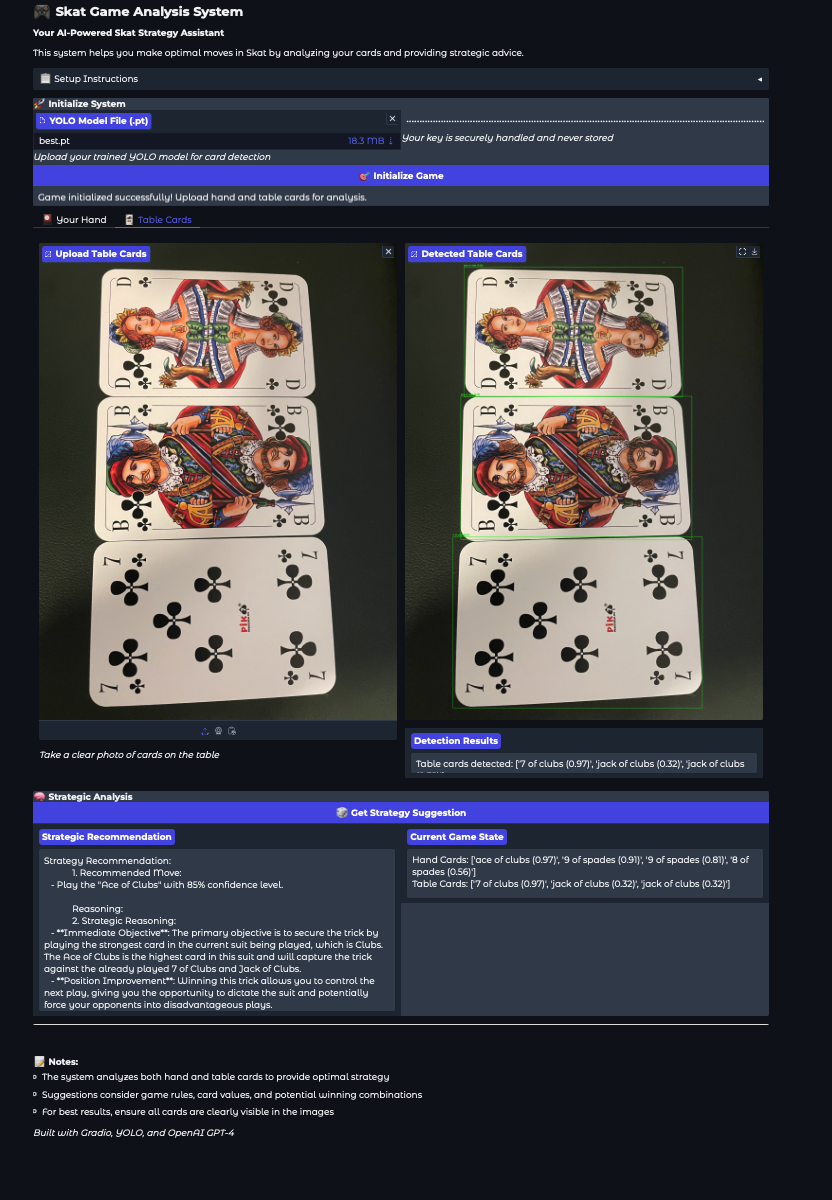 Skat Game Analysis System
Your AI-Powered Skat Strategy Assistant
This system helps you make optimal moves in Skat by analyzing your cards and providing strategic advice.
Setup Instructions
Initialize System
YOLO Model File (.pt)
best.pt 18.3 MB ↓
Your key is securely handled and never stored
Upload your trained YOLO model for card detection
Initialize Game
Game initialized successfully! Upload hand and table cards for analysis.
Your Hand Table Cards
Upload Table Cards
D D
D D
B B
B B
7 7
PIK
7 7
Detected Table Cards
D D
D D
B B
B B
7 7
PIK
7 7
Take a clear photo of cards on the table
Detection Results
Table cards detected: ['7 of clubs (0.97)', 'jack of clubs (0.32)', 'jack of clubs
Strategic Analysis
Get Strategy Suggestion
Strategic Recommendation
Strategy Recommendation:
1. Recommended Move:
- Play the "Ace of Clubs" with 85% confidence level.
Reasoning:
2. Strategic Reasoning:
- **Immediate Objective**: The primary objective is to secure the trick by
playing the strongest card in the current suit being played, which is Clubs.
The Ace of Clubs is the highest card in this suit and will capture the trick
against the already played 7 of Clubs and Jack of Clubs.
- **Position Improvement**: Winning this trick allows you to control the
next play, giving you the opportunity to dictate the suit and potentially
force your opponents into disadvantageous plays.
Current Game State
Hand Cards: ['ace of clubs (0.97)', '9 of spades (0.91)', '9 of spades (0.81)', '8 of
spades (0.56)']
Table Cards: ['7 of clubs (0.97)', 'jack of clubs (0.32)', 'jack of clubs (0.32)']
Notes:
The system analyzes both hand and table cards to provide optimal strategy
Suggestions consider game rules, card values, and potential winning combinations
For best results, ensure all cards are clearly visible in the images
Built with Gradio, YOLO, and OpenAI GPT-4